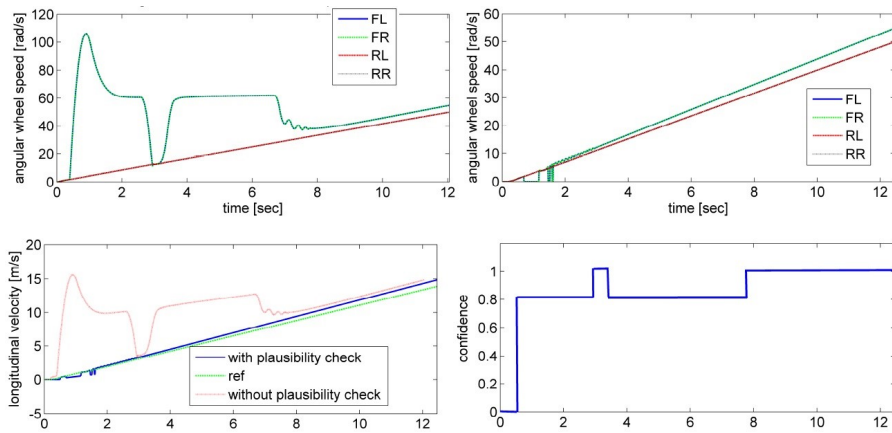 angular wheel speed [rad/s]
120
100
80
60
40
20
0
0 2 4 6 8 10 12
time [sec]
FL
FR
RL
RR
angular wheel speed [rad/s]
60
50
40
30
20
10
0
0 2 4 6 8 10 12
time [sec]
FL
FR
RL
RR
longitudinal velocity [m/s]
20
15
10
5
0
-5
0 2 4 6 8 10 12
with plausibility check
ref
without plausibility check
confidence
1
0.8
0.6
0.4
0.2
0
0 2 4 6 8 10 12